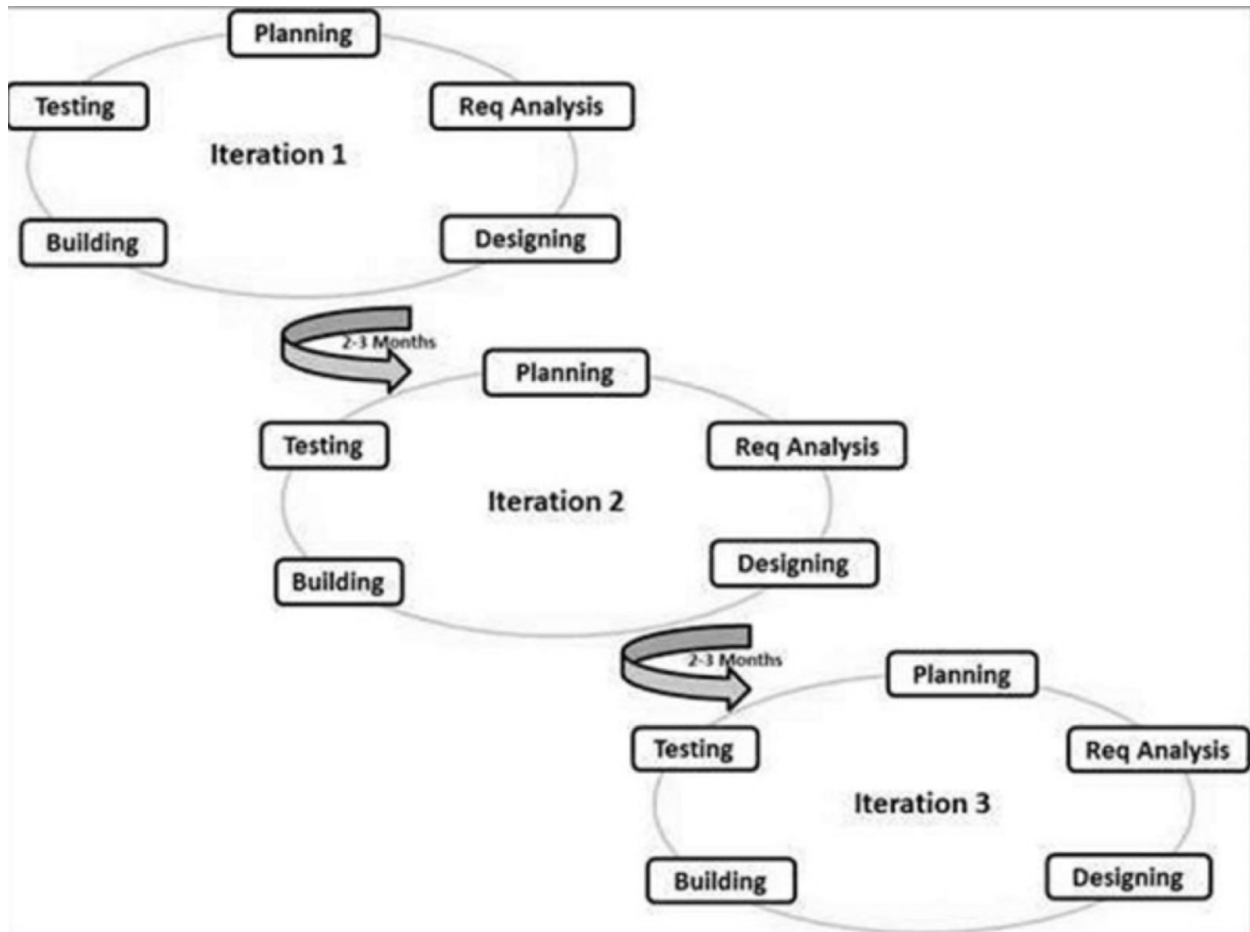 Planning
Testing
Req Analysis
Iteration 1
Building
Designing
2-3 Months
Planning
Testing
Req Analysis
Iteration 2
Building
Designing
2-3 Months
Planning
Testing
Req Analysis
Iteration 3
Building
Designing